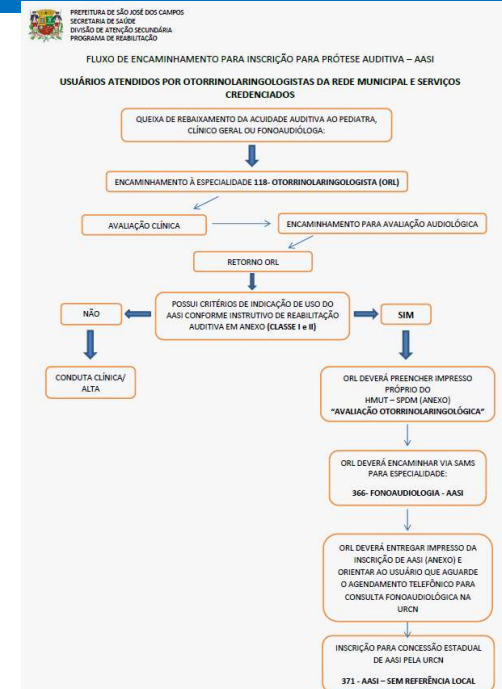 PREFEITURA DE SÃO JOSÉ DOS CAMPOS
SECRETARIA DE SAÚDE
DIVISÃO DE ATENÇÃO SECUNDÁRIA
PROGRAMA DE REABILITAÇÃO
FLUXO DE ENCAMINHAMENTO PARA INSCRIÇÃO PARA PRÓTESE AUDITIVA – AASI
USUÁRIOS ATENDIDOS POR OTORRINOLARINGOLOGISTAS DA REDE MUNICIPAL E SERVIÇOS
CREDENCIADOS
QUEIXA DE REBAIXAMENTO DA ACUIDADE AUDITIVA AO PEDIATRA,
CLÍNICO GERAL OU FONOAUDIÓLOGA:
ENCAMINHAMENTO À ESPECIALIDADE 118- OTORRINOLARINGOLOGISTA (ORL)
AVALIAÇÃO CLÍNICA
ENCAMINHAMENTO PARA AVALIAÇÃO AUDIOLÓGICA
RETORNO ORL
NÃO
POSSUI CRITÉRIOS DE INDICAÇÃO DE USO DO
AASI CONFORME INSTRUTIVO DE REABILITAÇÃO
AUDITIVA EM ANEXO (CLASSE I e II)
SIM
CONDUTA CLÍNICA/
ALTA
ORL DEVERÁ PREENCHER IMPRESSO
PRÓPRIO DO
HMUT – SPDM (ANEXO)
“AVALIAÇÃO OTORRINOLARINGOLÓGICA”
ORL DEVERÁ ENCAMINHAR VIA SAMS
PARA ESPECIALIDADE:
366- FONOAUDIOLOGIA - AASI
ORL DEVERÁ ENTREGAR IMPRESSO DA
INSCRIÇÃO DE AASI (ANEXO) E
ORIENTAR AO USUÁRIO QUE AGUARDE
O AGENDAMENTO TELEFÔNICO PARA
CONSULTA FONOAUDIOLÓGICA NA
URCN
INSCRIÇÃO PARA CONCESSÃO ESTADUAL
DE AASI PELA URCN
371 - AASI – SEM REFERÊNCIA LOCAL